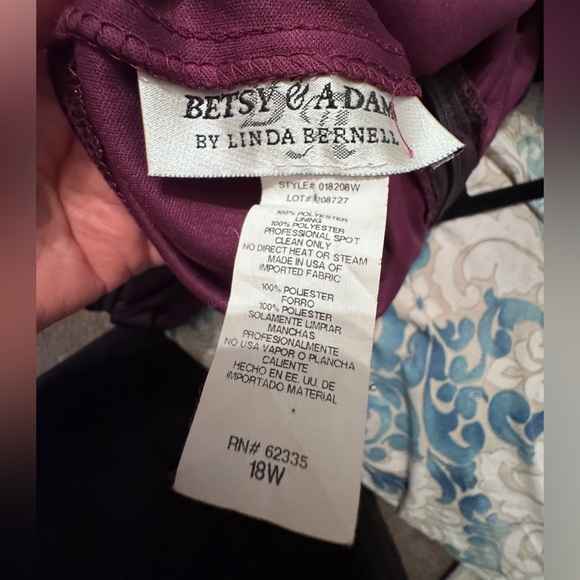 BETSY & ADAM
BY LINDA BERNELL
STYLE# 018208W
LOT# 208727
100% POLYESTER
LINING
100% POLYESTER
PROFESSIONAL SPOT
CLEAN ONLY
NO DIRECT HEAT OR STEAM
MADE IN USA OF
IMPORTED FABRIC
100% POLIESTER
FORRO
100% POLIESTER
SOLAMENTE LIMPIAR
MANCHAS
PROFESIONALMENTE
NO USA VAPOR O PLANCHA
CALIENTE
HECHO EN EE. UU. DE
IMPORTADO MATERIAL
RN# 62335
18W